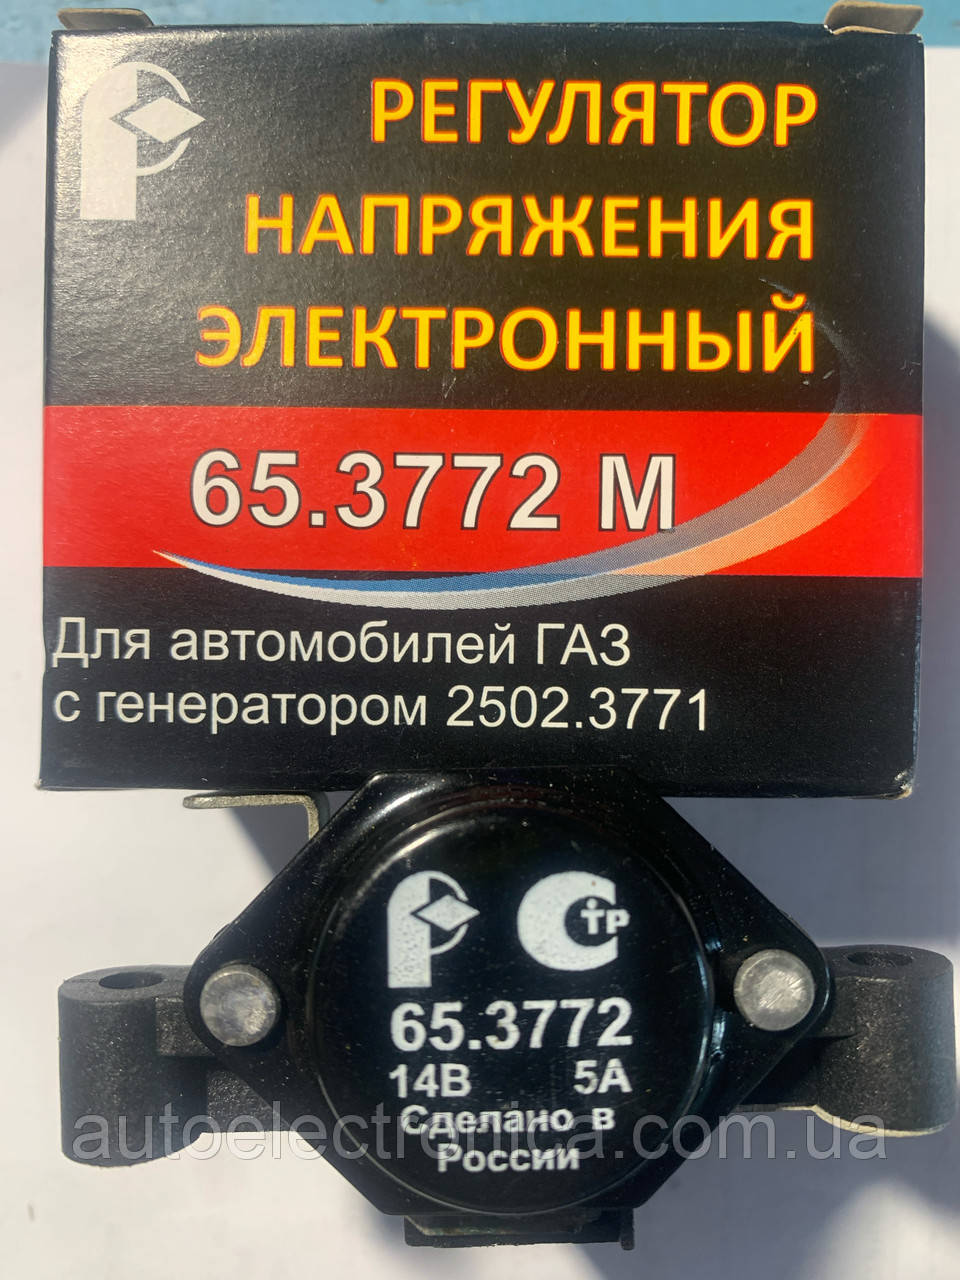 РЕГУЛЯТОР
НАПРЯЖЕНИЯ
ЭЛЕКТРОННЫЙ
65.3772 М
Для автомобилей ГАЗ
с генератором 2502.3771
СТР
65.3772
14В 5А
Сделано в
России
autoelectronica.com.ua